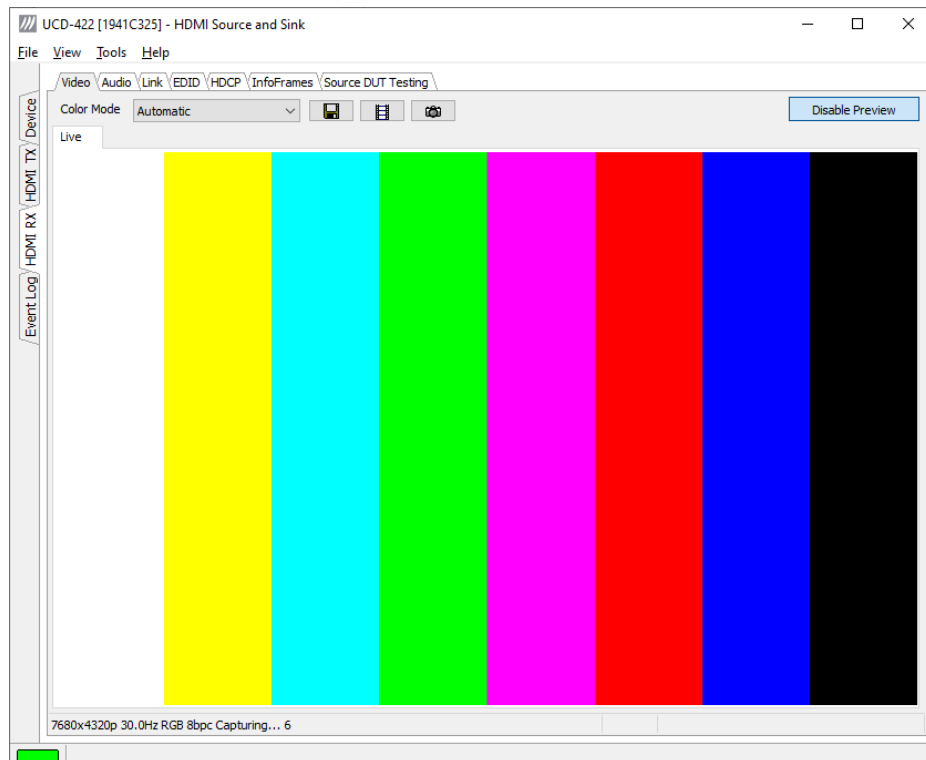 UCD-422 [1941C325] - HDMI Source and Sink
File View Tools Help
Video Audio Link EDID HDCP InfoFrames Source DUT Testing
Color Mode Automatic Disable Preview
Live
Device
HDMI TX
HDMI RX
Event Log
7680x4320p 30.0Hz RGB 8bpc Capturing... 6